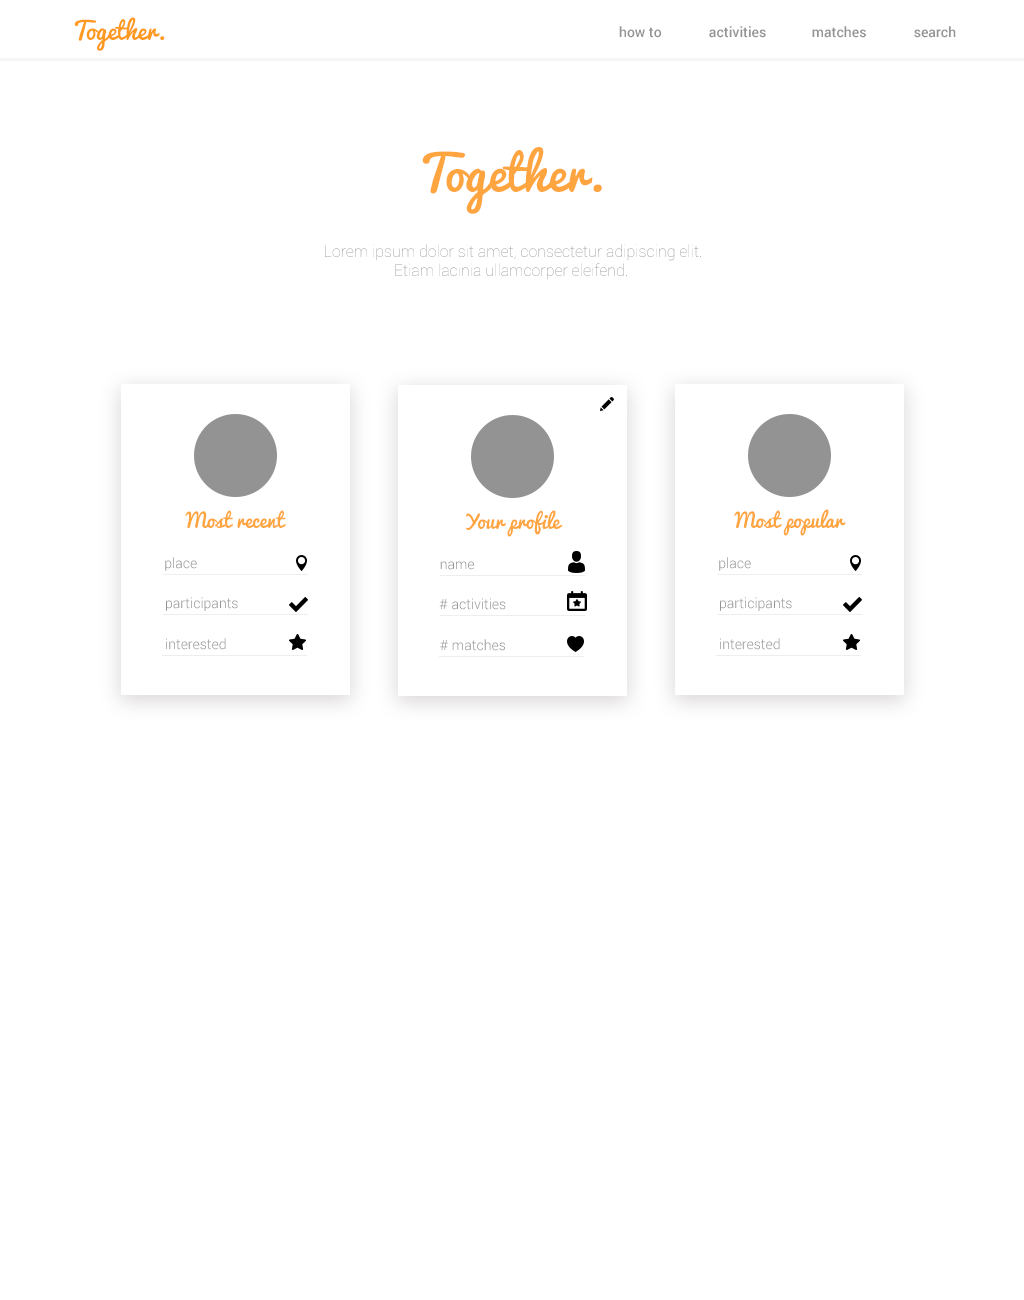 Together.
how to activities matches search
Together.
Lorem ipsum dolor sit amet, consectetur adipiscing elit.
Etiam lacinia ullamcorper eleifend.
Most recent
place
participants
interested
Your profile
name
# activities
# matches
Most popular
place
participants
interested